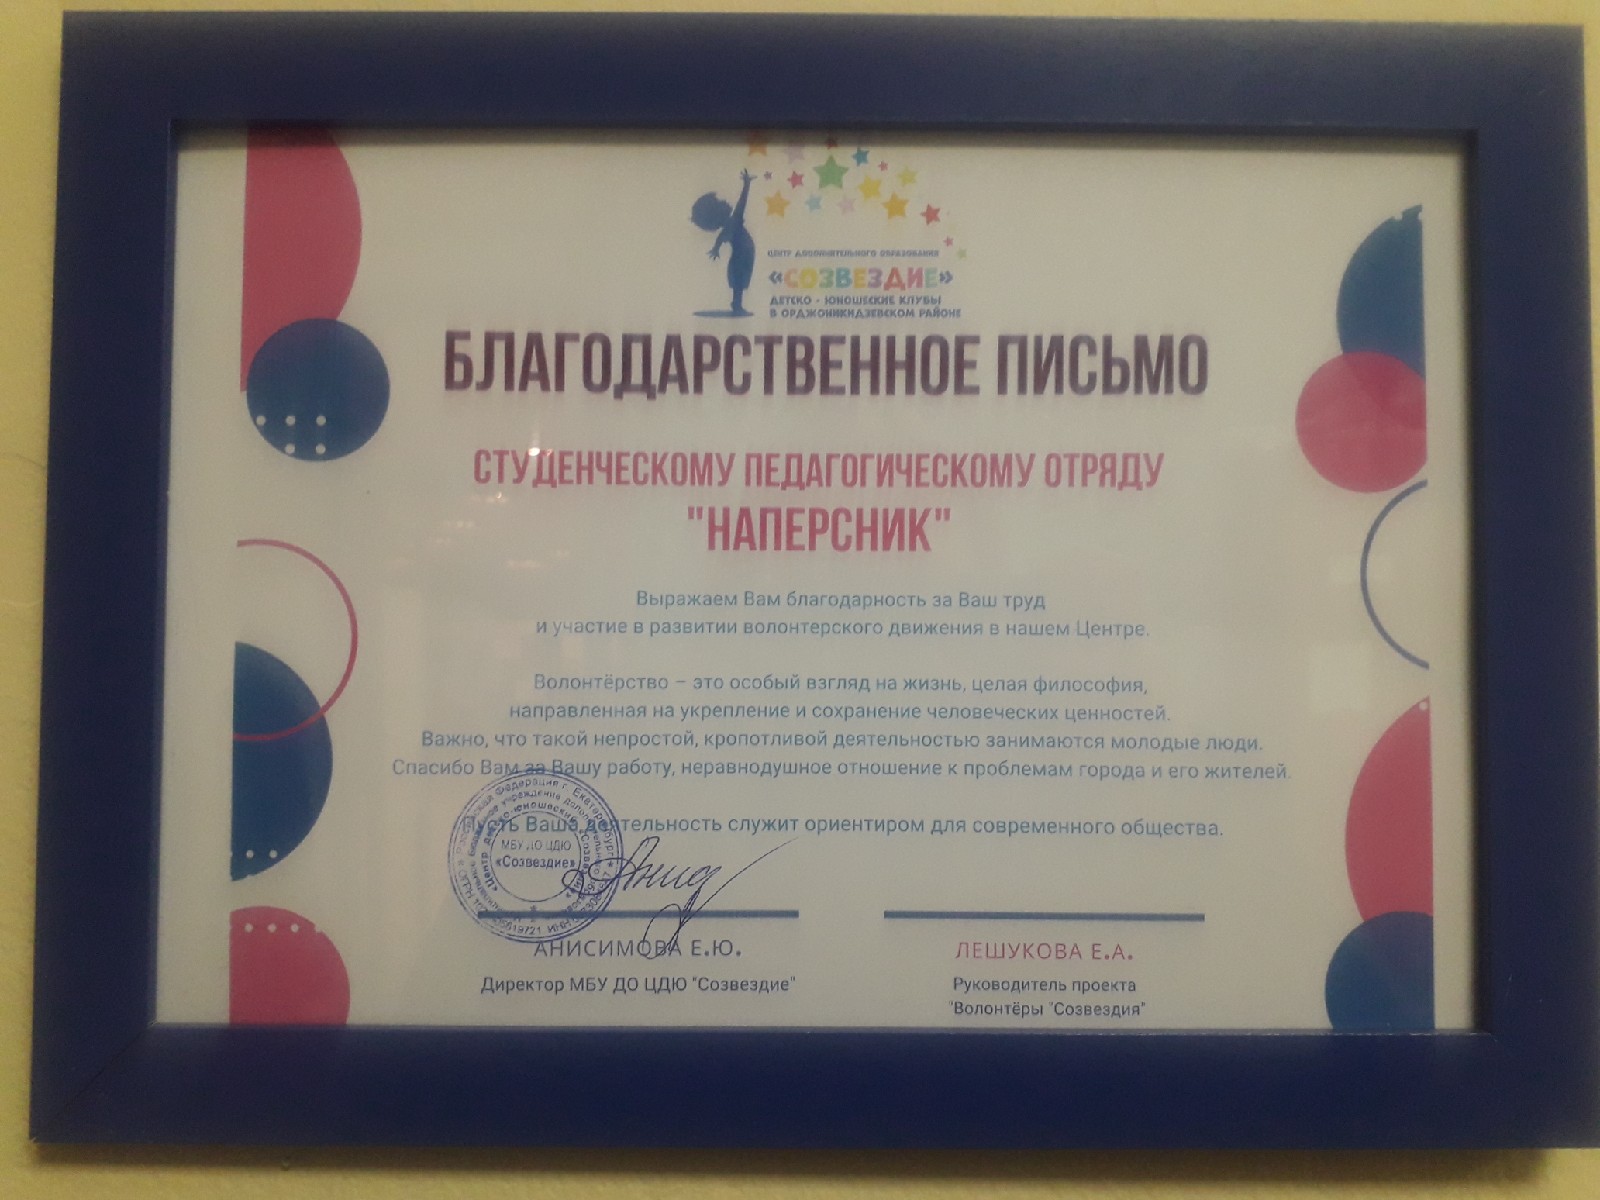 ЦЕНТР ДОПОЛНИТЕЛЬНОГО ОБРАЗОВАНИЯ
«СОЗВЕЗДИЕ»
ДЕТСКО - ЮНОШЕСКИЕ КЛУБЫ
В ОРДЖОНИКИДЗЕВСКОМ РАЙОНЕ
БЛАГОДАРСТВЕННОЕ ПИСЬМО
СТУДЕНЧЕСКОМУ ПЕДАГОГИЧЕСКОМУ ОТРЯДУ
"НАПЕРСНИК"
Выражаем Вам благодарность за Ваш труд
и участие в развитии волонтерского движения в нашем Центре.
Волонтёрство – это особый взгляд на жизнь, целая философия,
направленная на укрепление и сохранение человеческих ценностей.
Важно, что такой непростой, кропотливой деятельностью занимаются молодые люди.
Спасибо Вам за Вашу работу, неравнодушное отношение к проблемам города и его жителей.
Пусть Ваша деятельность служит ориентиром для современного общества.
МБУ ДО ЦДЮ
«Созвездие»
АНИСИМОВА Е.Ю.
Директор МБУ ДО ЦДЮ "Созвездие"
ЛЕШУКОВА Е.А.
Руководитель проекта
"Волонтёры "Созвездия"